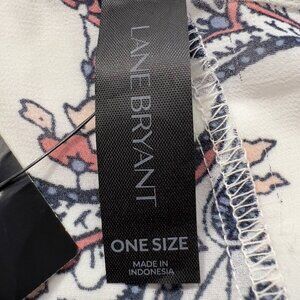 LANE BRYANT
ONE SIZE
MADE IN
INDONESIA